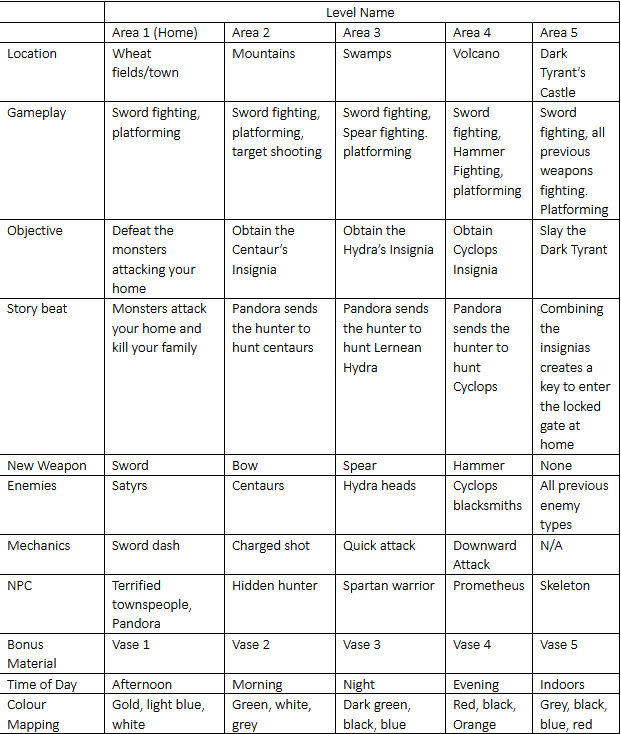 Level Name
Area 1 (Home) Area 2 Area 3 Area 4 Area 5
Location Wheat Mountains Swamps Volcano Dark
fields/town Tyrant's
Castle
Gameplay Sword fighting, Sword fighting, Sword fighting, Sword Sword
platforming platforming, Spear fighting. fighting, fighting, all
target shooting platforming Hammer previous
Fighting, weapons
platforming fighting.
Platforming
Objective Defeat the Obtain the Obtain the Obtain Slay the
monsters Centaur's Hydra's Insignia Cyclops Dark Tyrant
attacking your Insignia Insignia
home
Story beat Monsters attack Pandora sends Pandora sends Pandora Combining
your home and the hunter to the hunter to sends the the
kill your family hunt centaurs hunt Lernean hunter to insignias
Hydra hunt creates a
Cyclops key to enter
the locked
gate at
home
New Weapon Sword Bow Spear Hammer None
Enemies Satyrs Centaurs Hydra heads Cyclops All previous
blacksmiths enemy
types
Mechanics Sword dash Charged shot Quick attack Downward N/A
Attack
NPC Terrified Hidden hunter Spartan warrior Prometheus Skeleton
townspeople,
Pandora
Bonus Vase 1 Vase 2 Vase 3 Vase 4 Vase 5
Material
Time of Day Afternoon Morning Night Evening Indoors
Colour Gold, light blue, Green, white, Dark green, Red, black, Grey, black,
Mapping white grey black, blue Orange blue, red